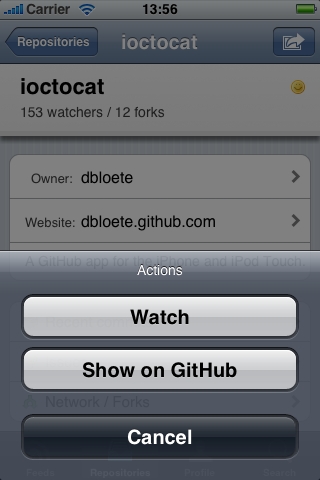 Carrier 13:56
Repositories ioctocat
ioctocat
153 watchers / 12 forks
Owner: dbloete
Website: dbloete.github.com
A GitHub app for the iPhone and iPod Touch.
Actions
Watch
Show on GitHub
Network / Forks
Cancel
Feeds Repositories People Search